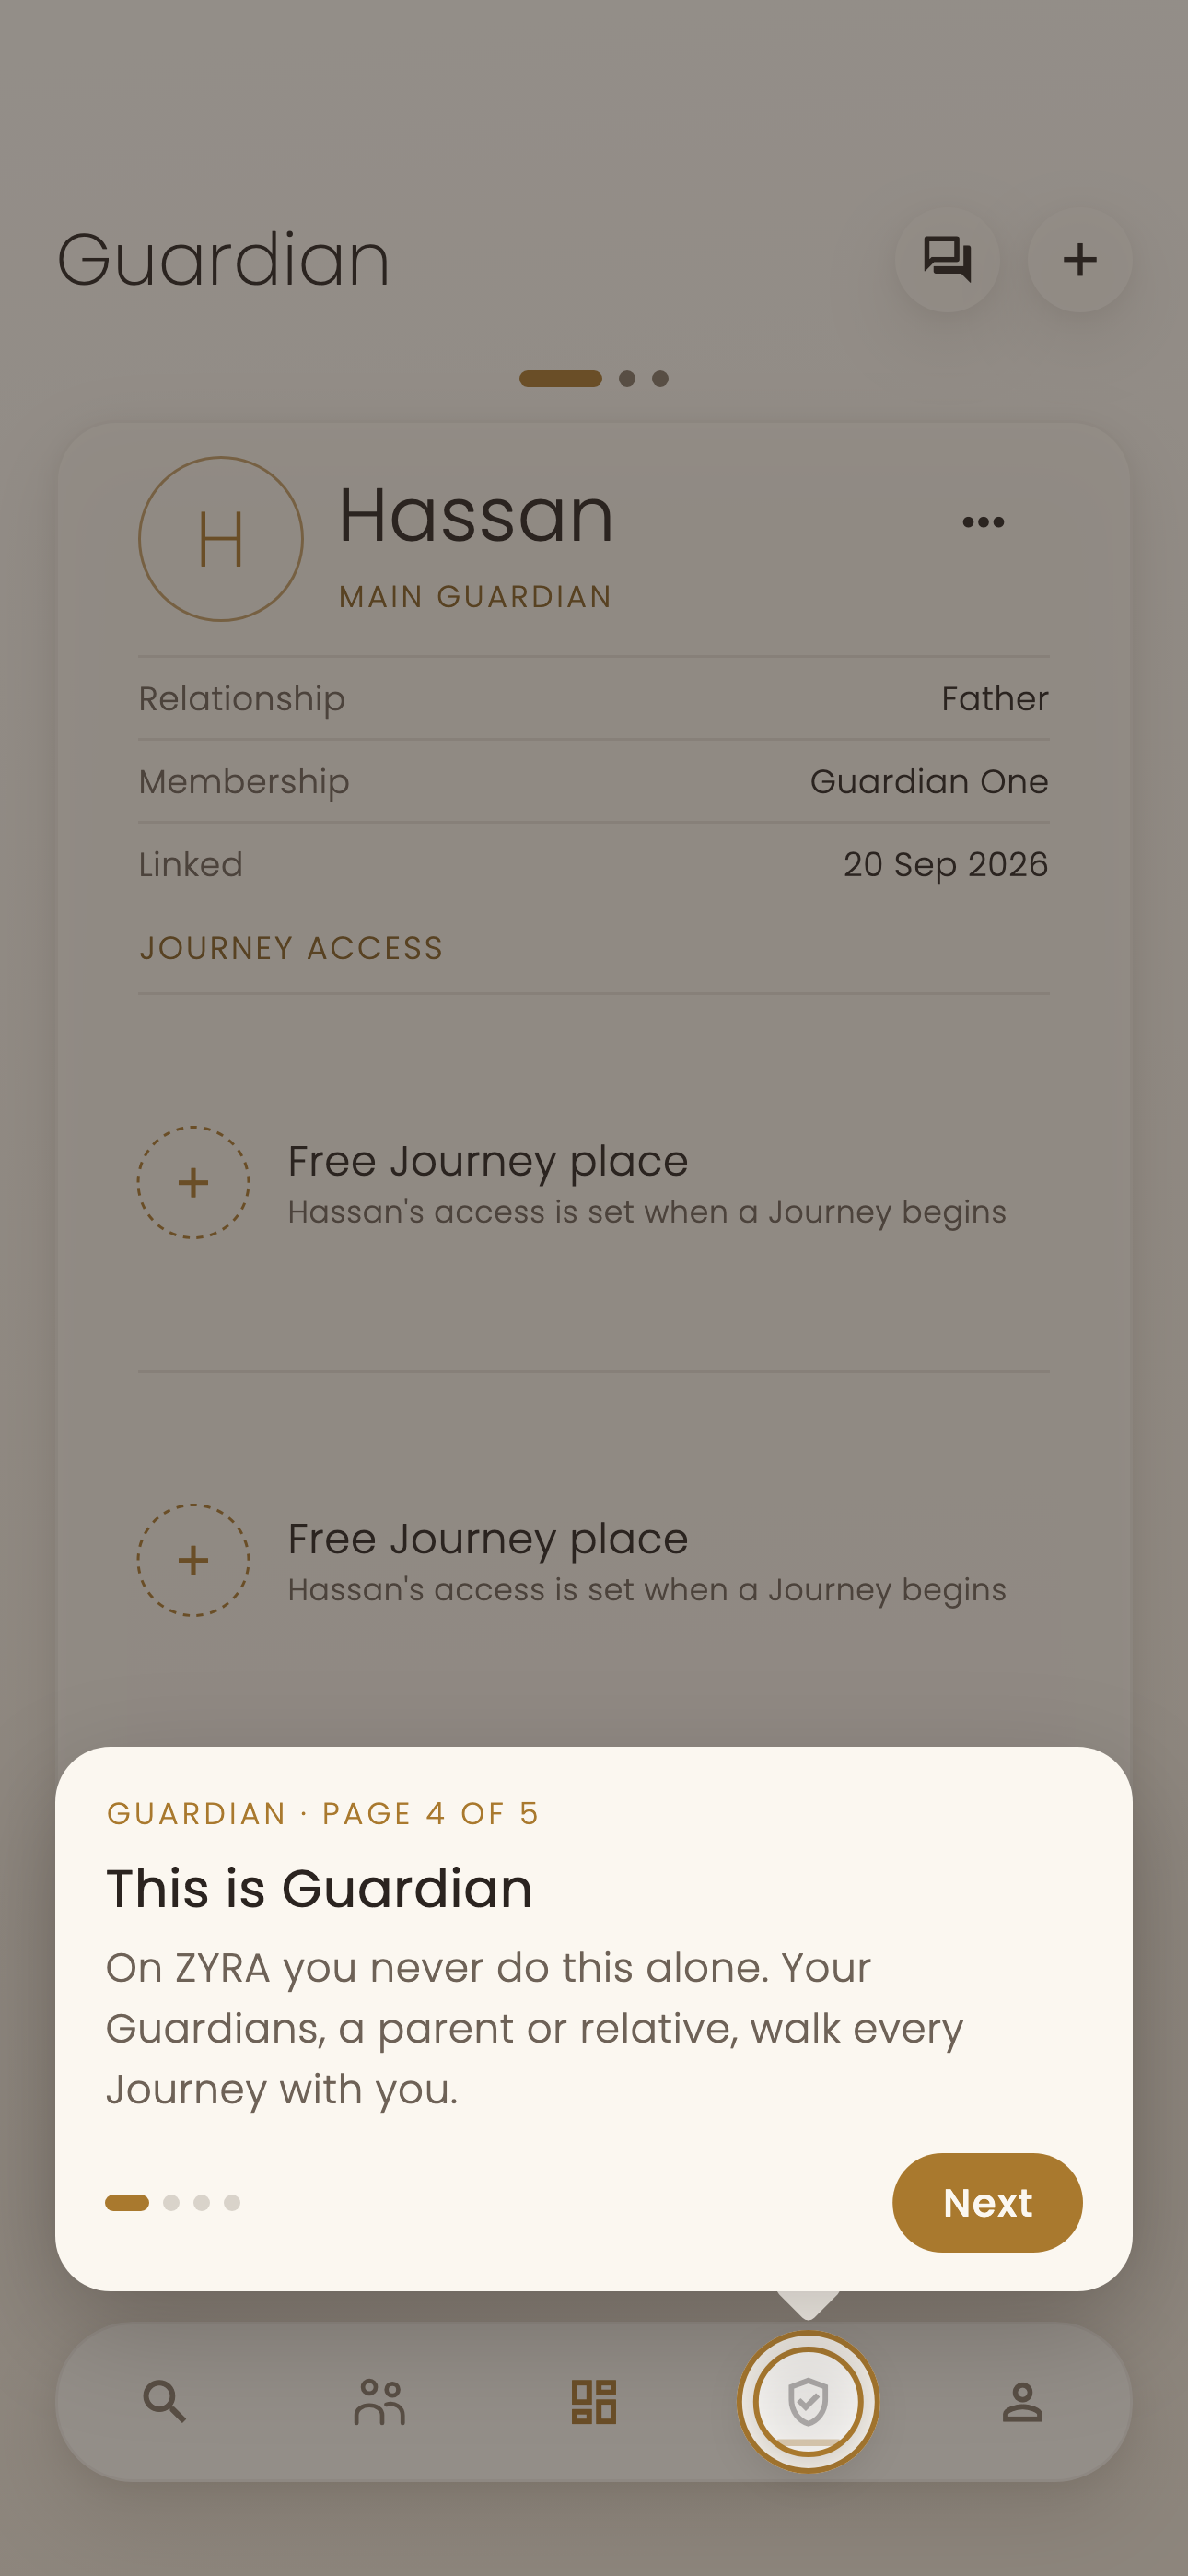 Guardian
H
Hassan
MAIN GUARDIAN
Relationship Father
Membership Guardian One
Linked 20 Sep 2026
JOURNEY ACCESS
Free Journey place
Hassan's access is set when a Journey begins
Free Journey place
Hassan's access is set when a Journey begins
GUARDIAN · PAGE 4 OF 5
This is Guardian
On ZYRA you never do this alone. Your
Guardians, a parent or relative, walk every
Journey with you.
Next